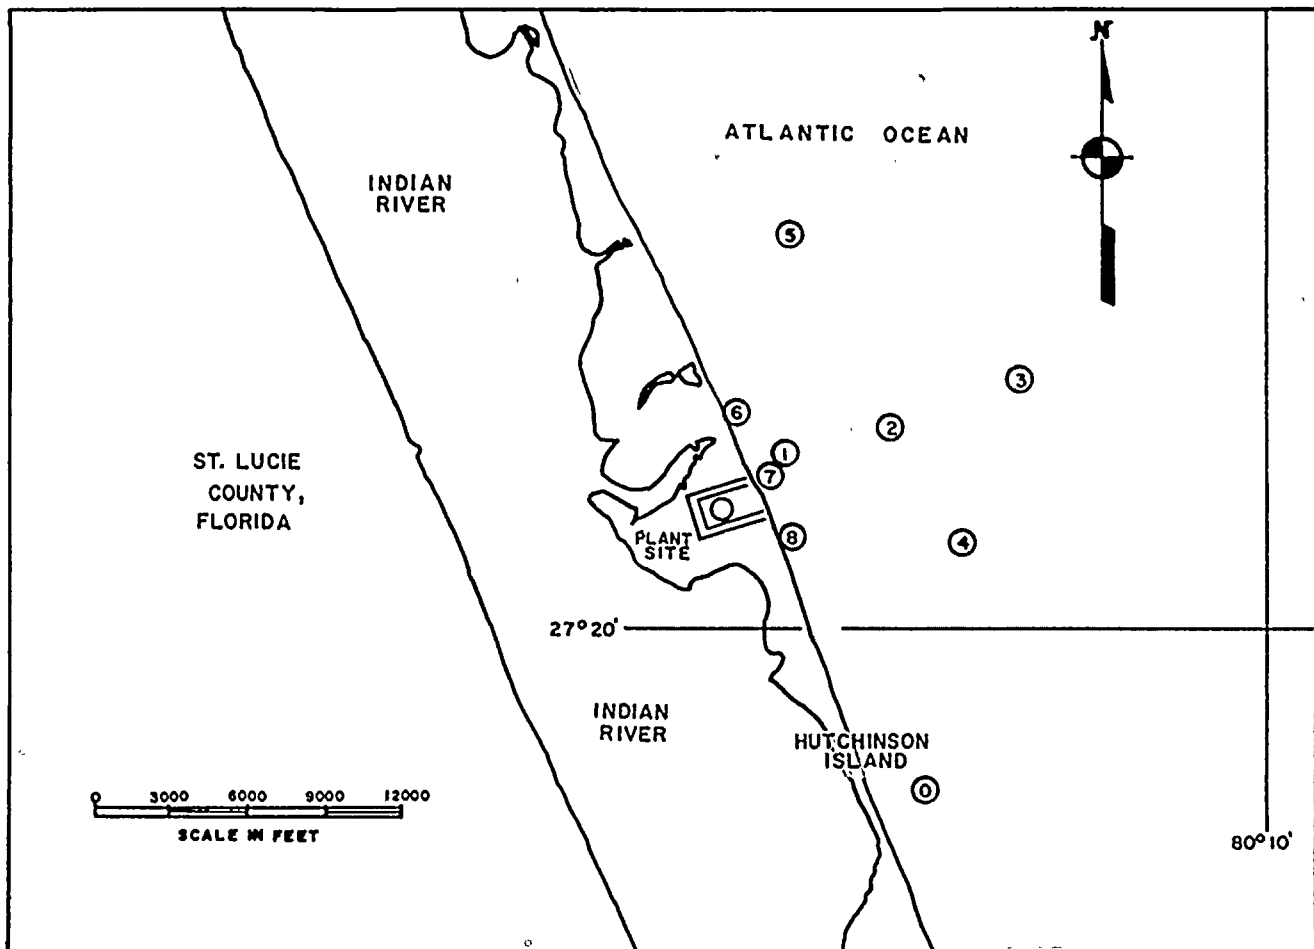 N
ATLANTIC OCEAN
INDIAN
RIVER
5
3
6
2
ST. LUCIE
COUNTY,
FLORIDA
1
7
PLANT
SITE
8
4
27°20'
INDIAN
RIVER
HUTCHINSON
ISLAND
0
0 3000 6000 9000 12000
SCALE IN FEET
80°10'